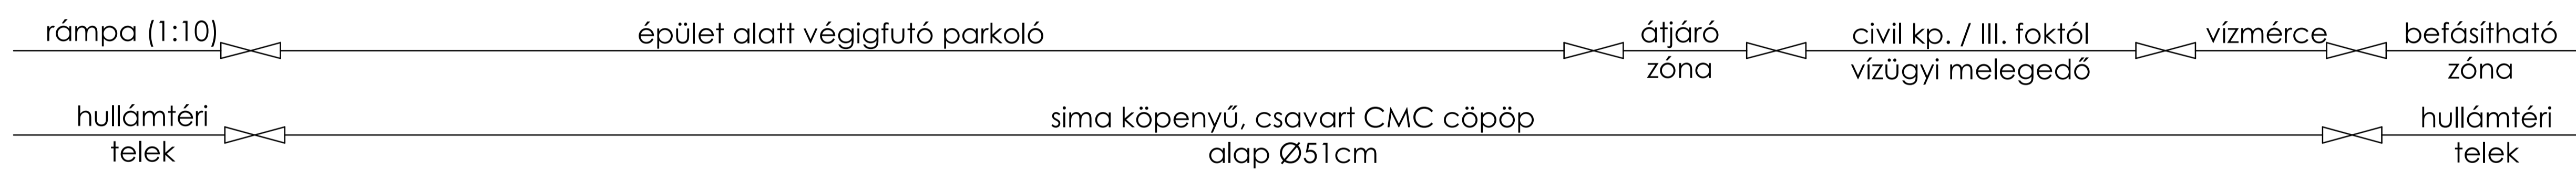 rámpa (1:10) épület alatt végigfutó parkoló átjáró civil kp. / III. foktól vízmérce befásítható
zóna vízügyi melegedő zóna
hullámtéri sima köpenyű, csavart CMC cöpöp hullámtéri
telek alap Ø51cm telek